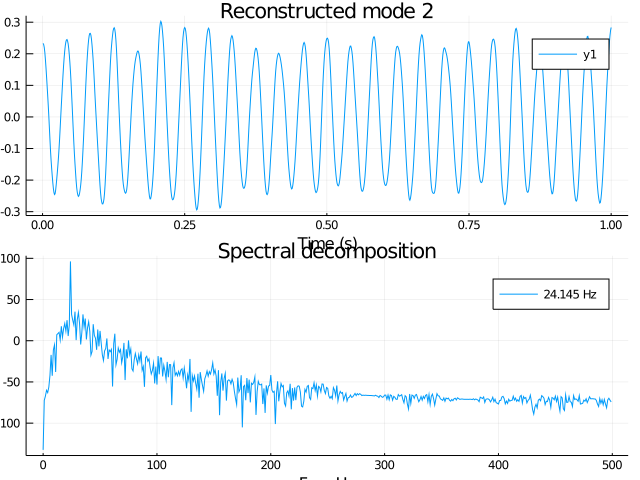 Reconstructed mode 2
0.3
0.2
0.1
0.0
-0.1
-0.2
-0.3
y1
0.00 0.25 0.50 0.75 1.00
Time (s)
Spectral decomposition
100
50
0
-50
100
24.145 Hz
0 100 200 300 400 500